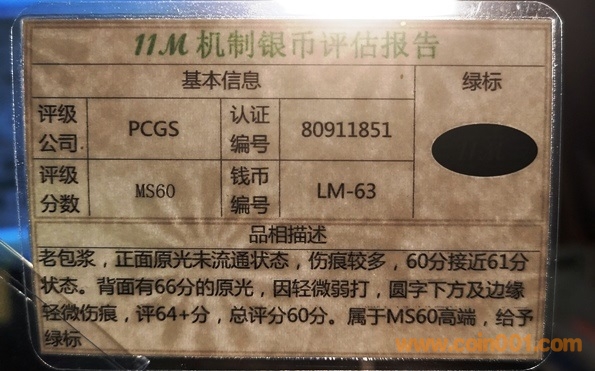 11M 机制银币评估报告
基本信息
绿标
评级公司 PCGS 认证编号 80911851
评级分数 MS60 钱币编号 LM-63
品相描述
老包浆，正面原光未流通状态，伤痕较多，60分接近61分
状态。背面有66分的原光，因轻微弱打，圆字下方及边缘
轻微伤痕，评64+分，总评分60分。属于MS60高端，给予
绿标
www.csm001.com